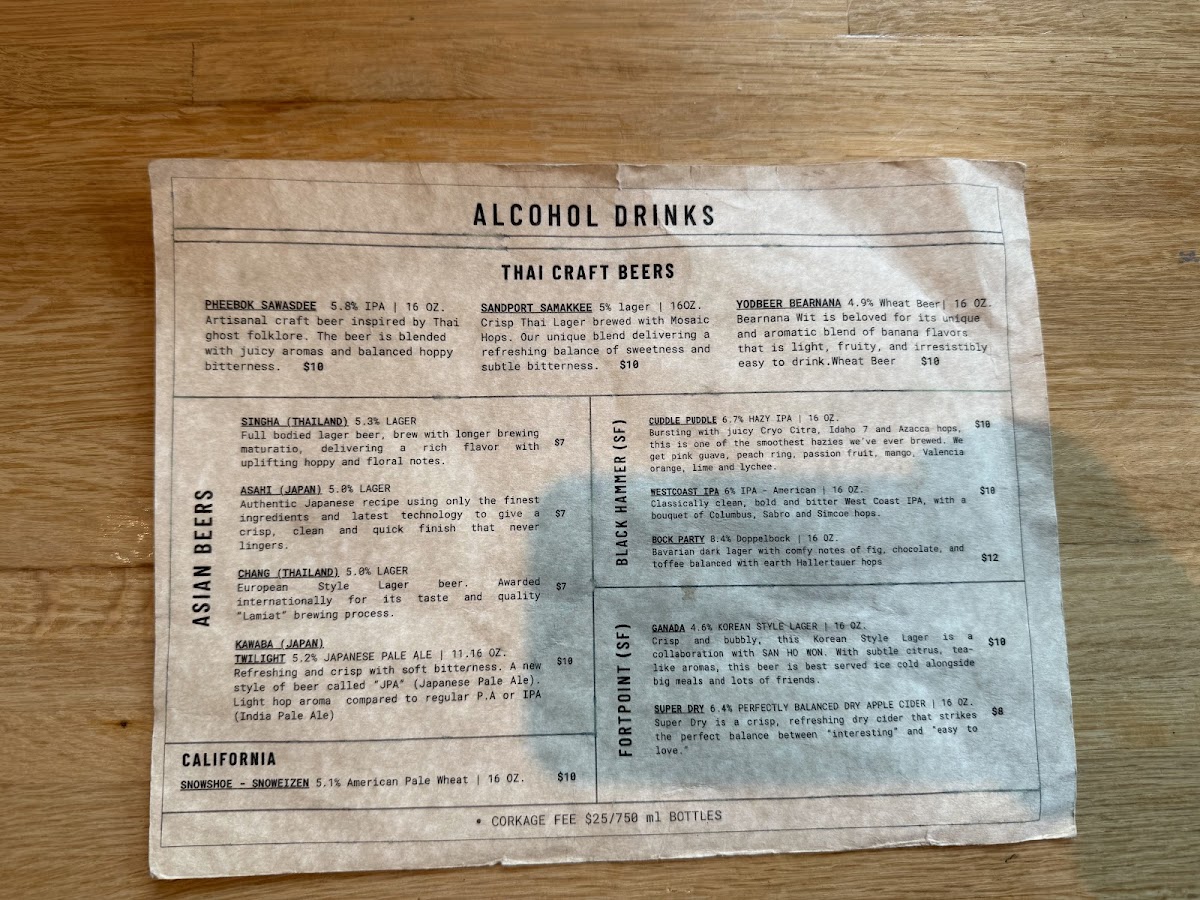 ALCOHOL DRINKS
THAI CRAFT BEERS
PHEEBOK SAWASDEE 5.8% IPA | 16 OZ.
Artisanal craft beer inspired by Thai
ghost folklore. The beer is blended
with juicy aromas and balanced hoppy
bitterness. $10
SANDPORT SAMAKKEE 5% lager | 16OZ.
Crisp Thai Lager brewed with Mosaic
Hops. Our unique blend delivering a
refreshing balance of sweetness and
subtle bitterness. $10
YODBEER BEARNANA 4.9% Wheat Beer| 16 OZ.
Bearnana Wit is beloved for its unique
and aromatic blend of banana flavors
that is light, fruity, and irresistibly
easy to drink.Wheat Beer $10
ASIAN BEERS
SINGHA (THAILAND) 5.3% LAGER
Full bodied lager beer, brew with longer brewing
maturatio, delivering a rich flavor with
uplifting hoppy and floral notes.
$7
ASAHI (JAPAN) 5.0% LAGER
Authentic Japanese recipe using only the finest
ingredients and latest technology to give a
crisp, clean and quick finish that never
lingers.
$7
CHANG (THAILAND) 5.0% LAGER
European Style Lager beer. Awarded
internationally for its taste and quality
"Lamiat" brewing process.
$7
KAWABA (JAPAN)
TWILIGHT 5.2% JAPANESE PALE ALE | 11.16 OZ.
Refreshing and crisp with soft bitterness. A new
style of beer called "JPA" (Japanese Pale Ale).
Light hop aroma compared to regular P.A or IPA
(India Pale Ale)
$10
CALIFORNIA
SNOWSHOE - SNOWEIZEN 5.1% American Pale Wheat | 16 OZ. $10
BLACK HAMMER (SF)
CUDDLE PUDDLE 6.7% HAZY IPA | 16 OZ.
Bursting with juicy Cryo Citra, Idaho 7 and Azacca hops,
this is one of the smoothest hazies we've ever brewed. We
get pink guava, peach ring, passion fruit, mango, Valencia
orange, lime and lychee.
$10
WESTCOAST IPA 6% IPA - American | 16 OZ.
Classically clean, bold and bitter West Coast IPA, with a
bouquet of Columbus, Sabro and Simcoe hops.
$10
BOCK PARTY 8.4% Doppelbock | 16 OZ.
Bavarian dark lager with comfy notes of fig, chocolate, and
toffee balanced with earth Hallertauer hops
$12
FORTPOINT (SF)
GANADA 4.6% KOREAN STYLE LAGER | 16 OZ.
Crisp and bubbly, this Korean Style Lager is a
collaboration with SAN HO WON. With subtle citrus, tea-
like aromas, this beer is best served ice cold alongside
big meals and lots of friends.
$10
SUPER DRY 6.4% PERFECTLY BALANCED DRY APPLE CIDER | 16 OZ.
Super Dry is a crisp, refreshing dry cider that strikes
the perfect balance between "interesting" and "easy to
love."
$8
• CORKAGE FEE $25/750 ml BOTTLES